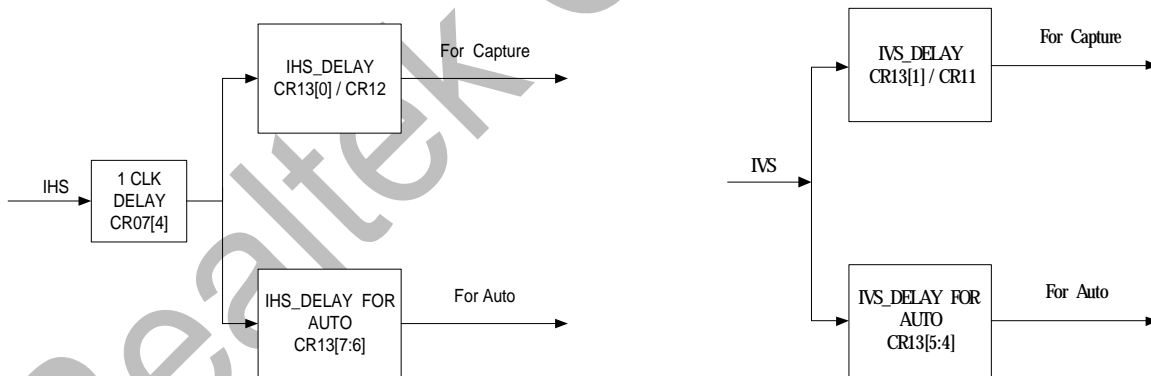 IHS
1 CLK
DELAY
CR07[4]
IHS_DELAY
CR13[0] / CR12
For Capture
IHS_DELAY FOR
AUTO
CR13[7:6]
For Auto
IVS
IVS_DELAY
CR13[1] / CR11
For Capture
IVS_DELAY FOR
AUTO
CR13[5:4]
For Auto
Realtek